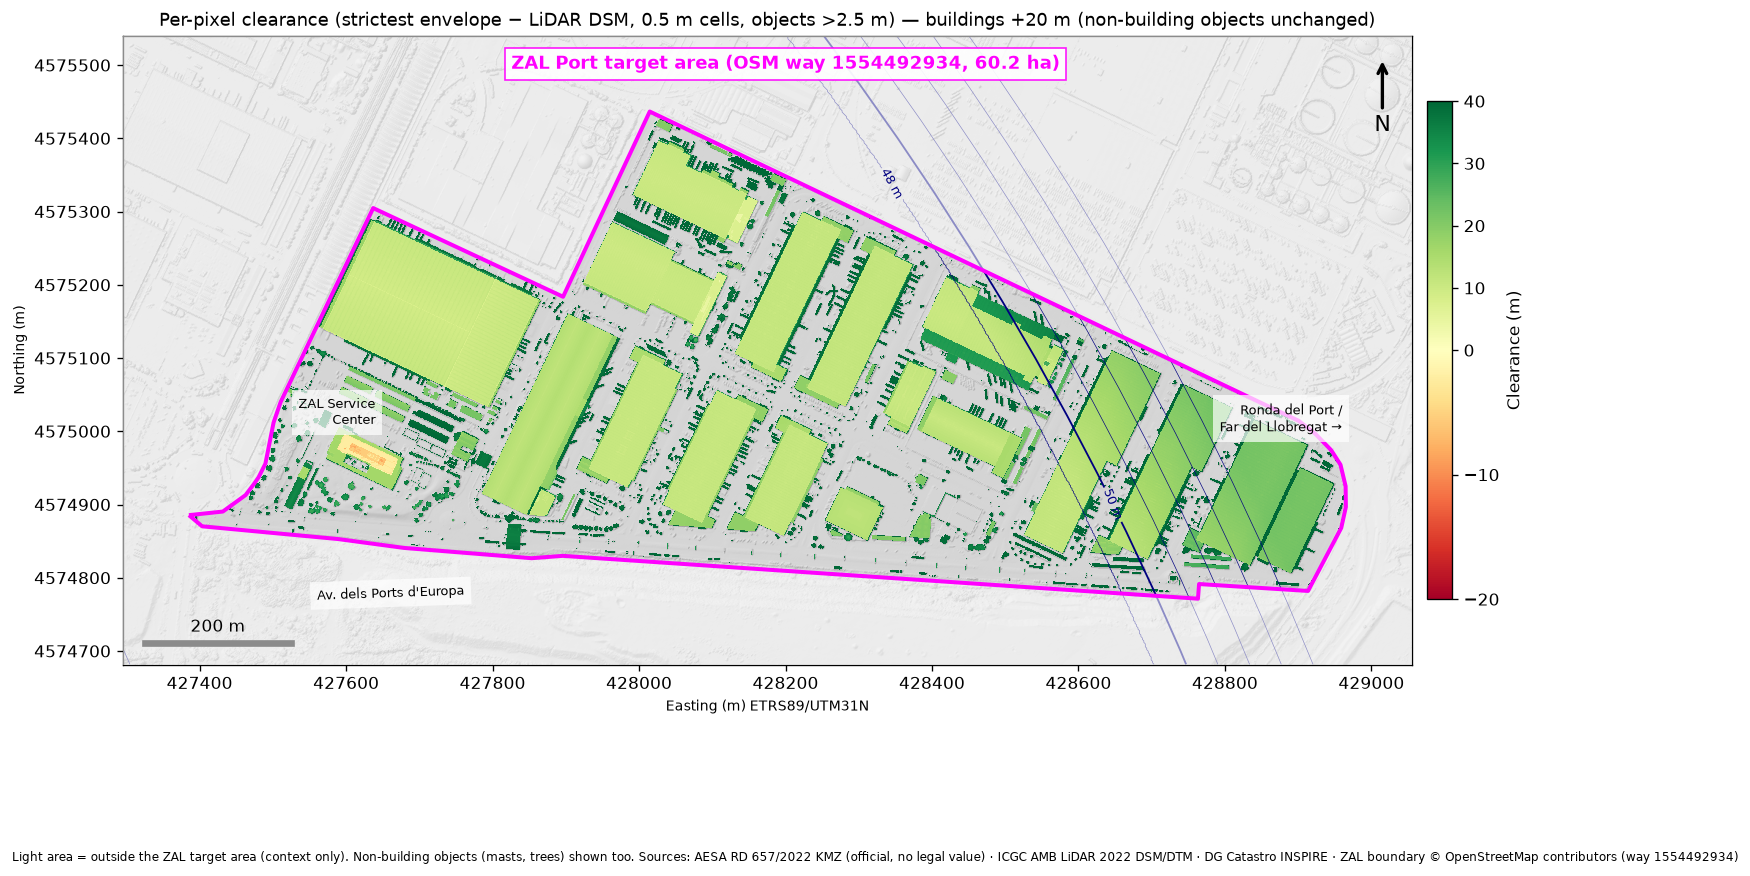 Per-pixel clearance (strictest envelope − LiDAR DSM, 0.5 m cells, objects >2.5 m) — buildings +20 m (non-building objects unchanged)
ZAL Port target area (OSM way 1554492934, 60.2 ha)
N
48 m
50 m
ZAL Service
Center
Ronda del Port /
Far del Llobregat →
Av. dels Ports d'Europa
200 m
4575500
4575400
4575300
4575200
4575100
4575000
4574900
4574800
4574700
Northing (m)
427400
427600
427800
428000
428200
428400
428600
428800
429000
Easting (m) ETRS89/UTM31N
40
30
20
10
0
−10
−20
Clearance (m)
Light area = outside the ZAL target area (context only). Non-building objects (masts, trees) shown too. Sources: AESA RD 657/2022 KMZ (official, no legal value) · ICGC AMB LiDAR 2022 DSM/DTM · DG Catastro INSPIRE · ZAL boundary © OpenStreetMap contributors (way 1554492934)